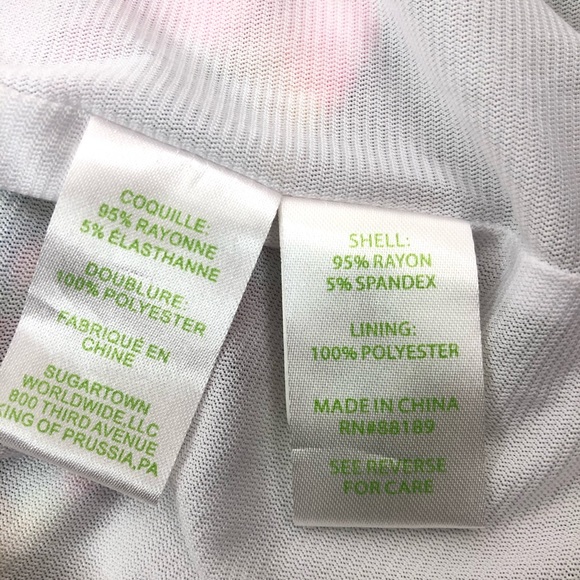 COQUILLE:
95% RAYONNE
5% ÉLASTHANNE
DOUBLURE:
100% POLYESTER
FABRIQUÉ EN
CHINE
SUGARTOWN
WORLDWIDE,LLC
800 THIRD AVENUE
KING OF PRUSSIA,PA
SHELL:
95% RAYON
5% SPANDEX
LINING:
100% POLYESTER
MADE IN CHINA
RN#88189
SEE REVERSE
FOR CARE